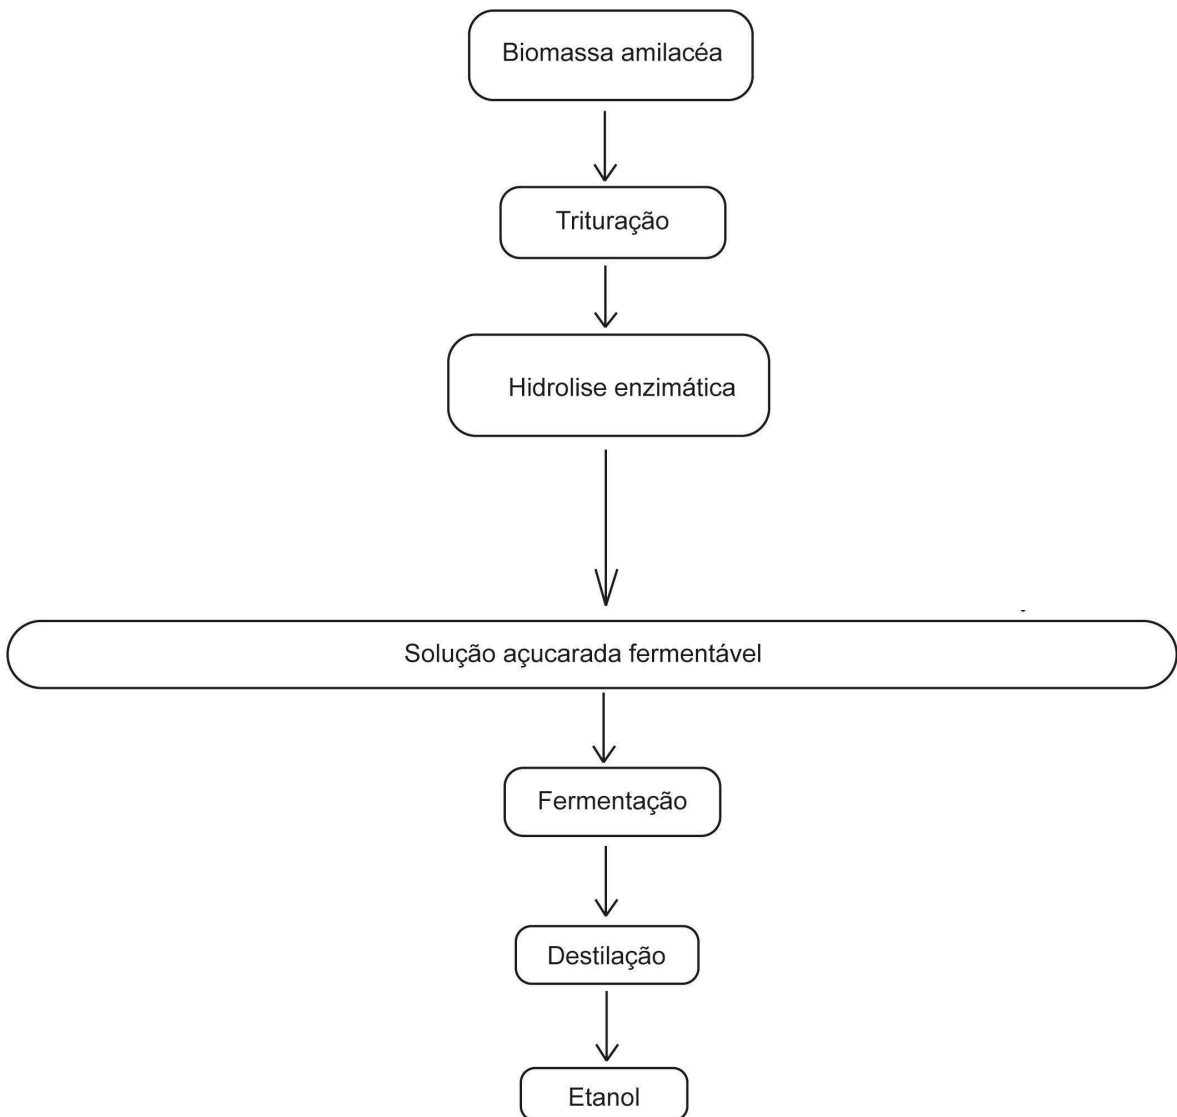 Biomassa amilacéa
Trituração
Hidrolise enzimática
Solução açucarada fermentável
Fermentação
Destilação
Etanol